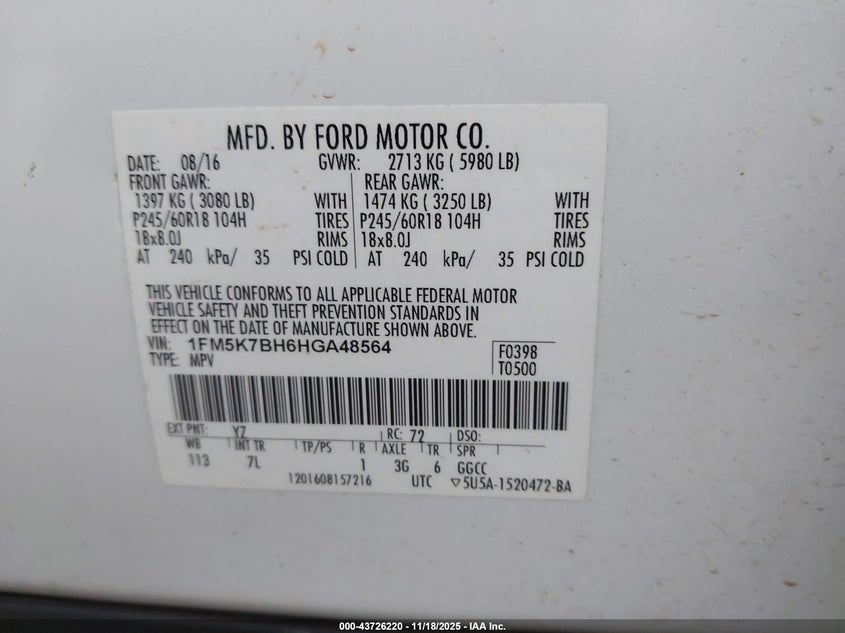 MFD. BY FORD MOTOR CO.
DATE: 08/16 GVWR: 2713 KG ( 5980 LB)
FRONT GAWR: REAR GAWR:
1397 KG ( 3080 LB) WITH 1474 KG ( 3250 LB) WITH
P245/60R18 104H TIRES P245/60R18 104H TIRES
18x8.0J RIMS 18x8.0J RIMS
AT 240 kPa/ 35 PSI COLD AT 240 kPa/ 35 PSI COLD
THIS VEHICLE CONFORMS TO ALL APPLICABLE FEDERAL MOTOR
VEHICLE SAFETY AND THEFT PREVENTION STANDARDS IN
EFFECT ON THE DATE OF MANUFACTURE SHOWN ABOVE.
VIN: 1FM5K7BH6HGA48564 F0398
TYPE: MPV T0500
EXT PNT: YZ RC: 72 DSO:
WB INT TR TP/PS R AXLE TR SPR
113 7L 1 3G 6 GGCC
1201608157216 UTC ▽5U5A-1520472-BA
000-43726220 - 11/18/2025 - IAA Inc.